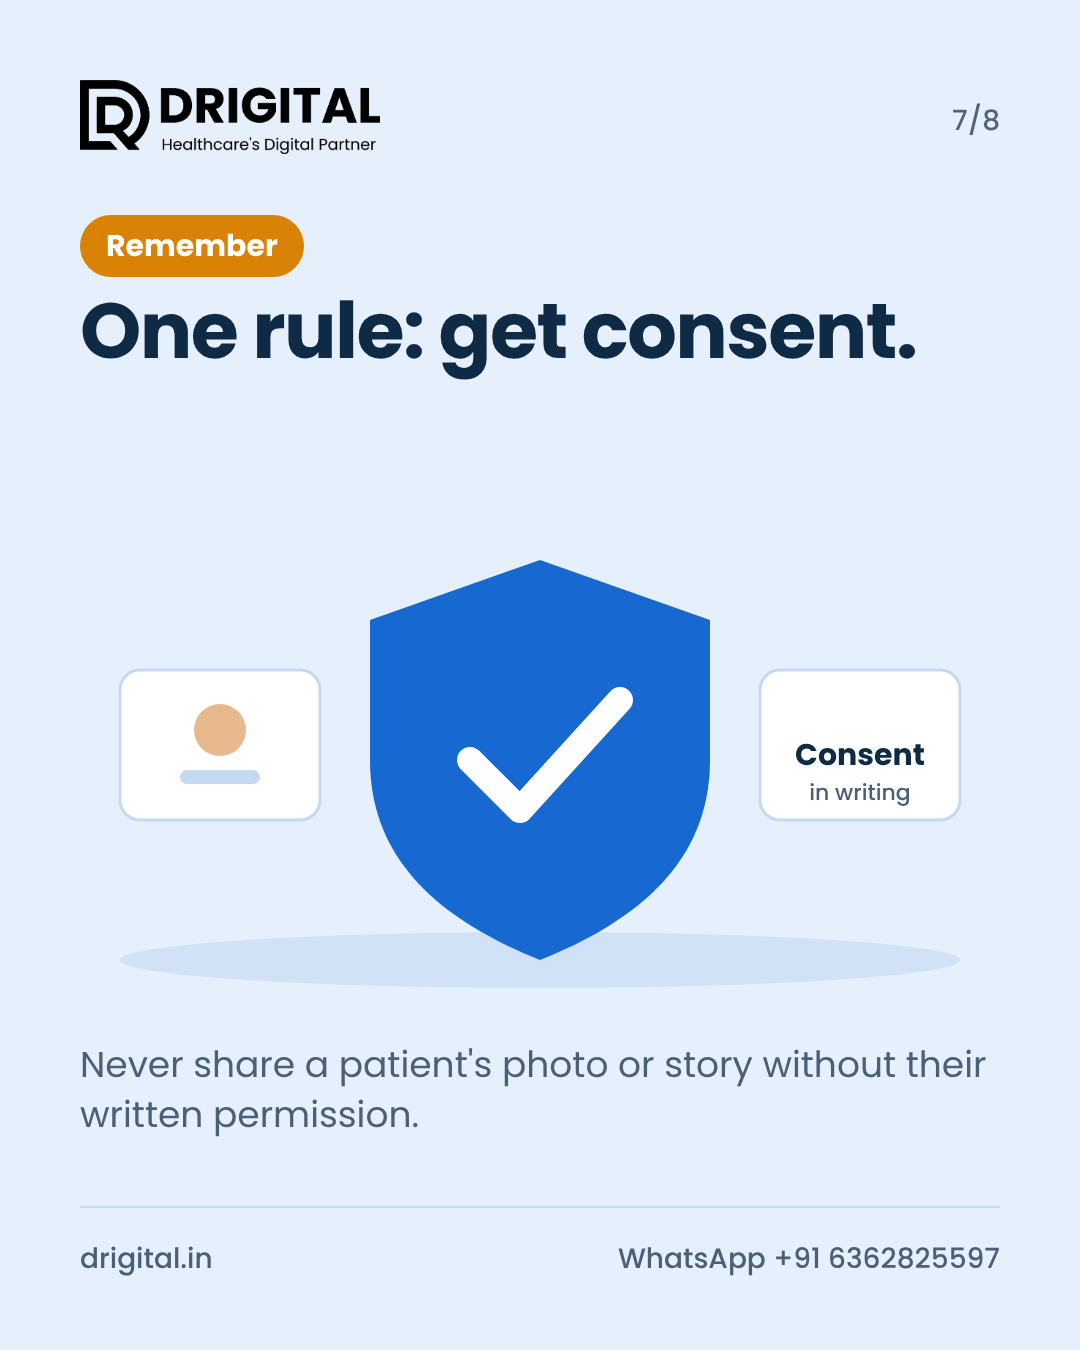 DRIGITAL
Healthcare's Digital Partner
7/8
Remember
One rule: get consent.
Consent
in writing
Never share a patient's photo or story without their
written permission.
drigital.in
WhatsApp +91 6362825597